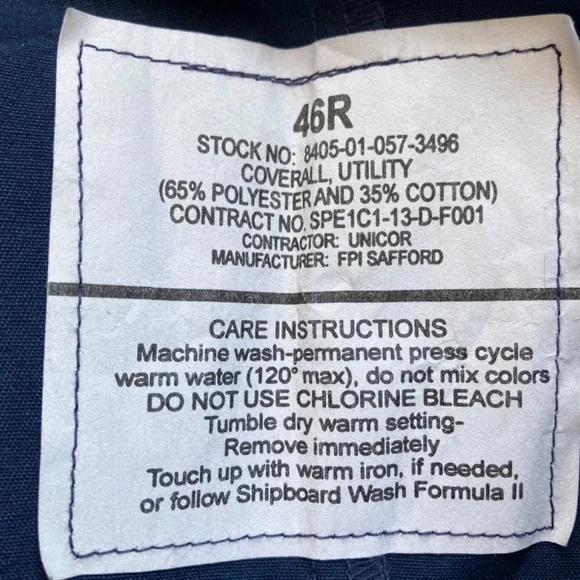 46R
STOCK NO: 8405-01-057-3496
COVERALL, UTILITY
(65% POLYESTER AND 35% COTTON)
CONTRACT NO. SPE1C1-13-D-F001
CONTRACTOR: UNICOR
MANUFACTURER: FPI SAFFORD
CARE INSTRUCTIONS
Machine wash-permanent press cycle
warm water (120° max), do not mix colors
DO NOT USE CHLORINE BLEACH
Tumble dry warm setting-
Remove immediately
Touch up with warm iron, if needed,
or follow Shipboard Wash Formula II